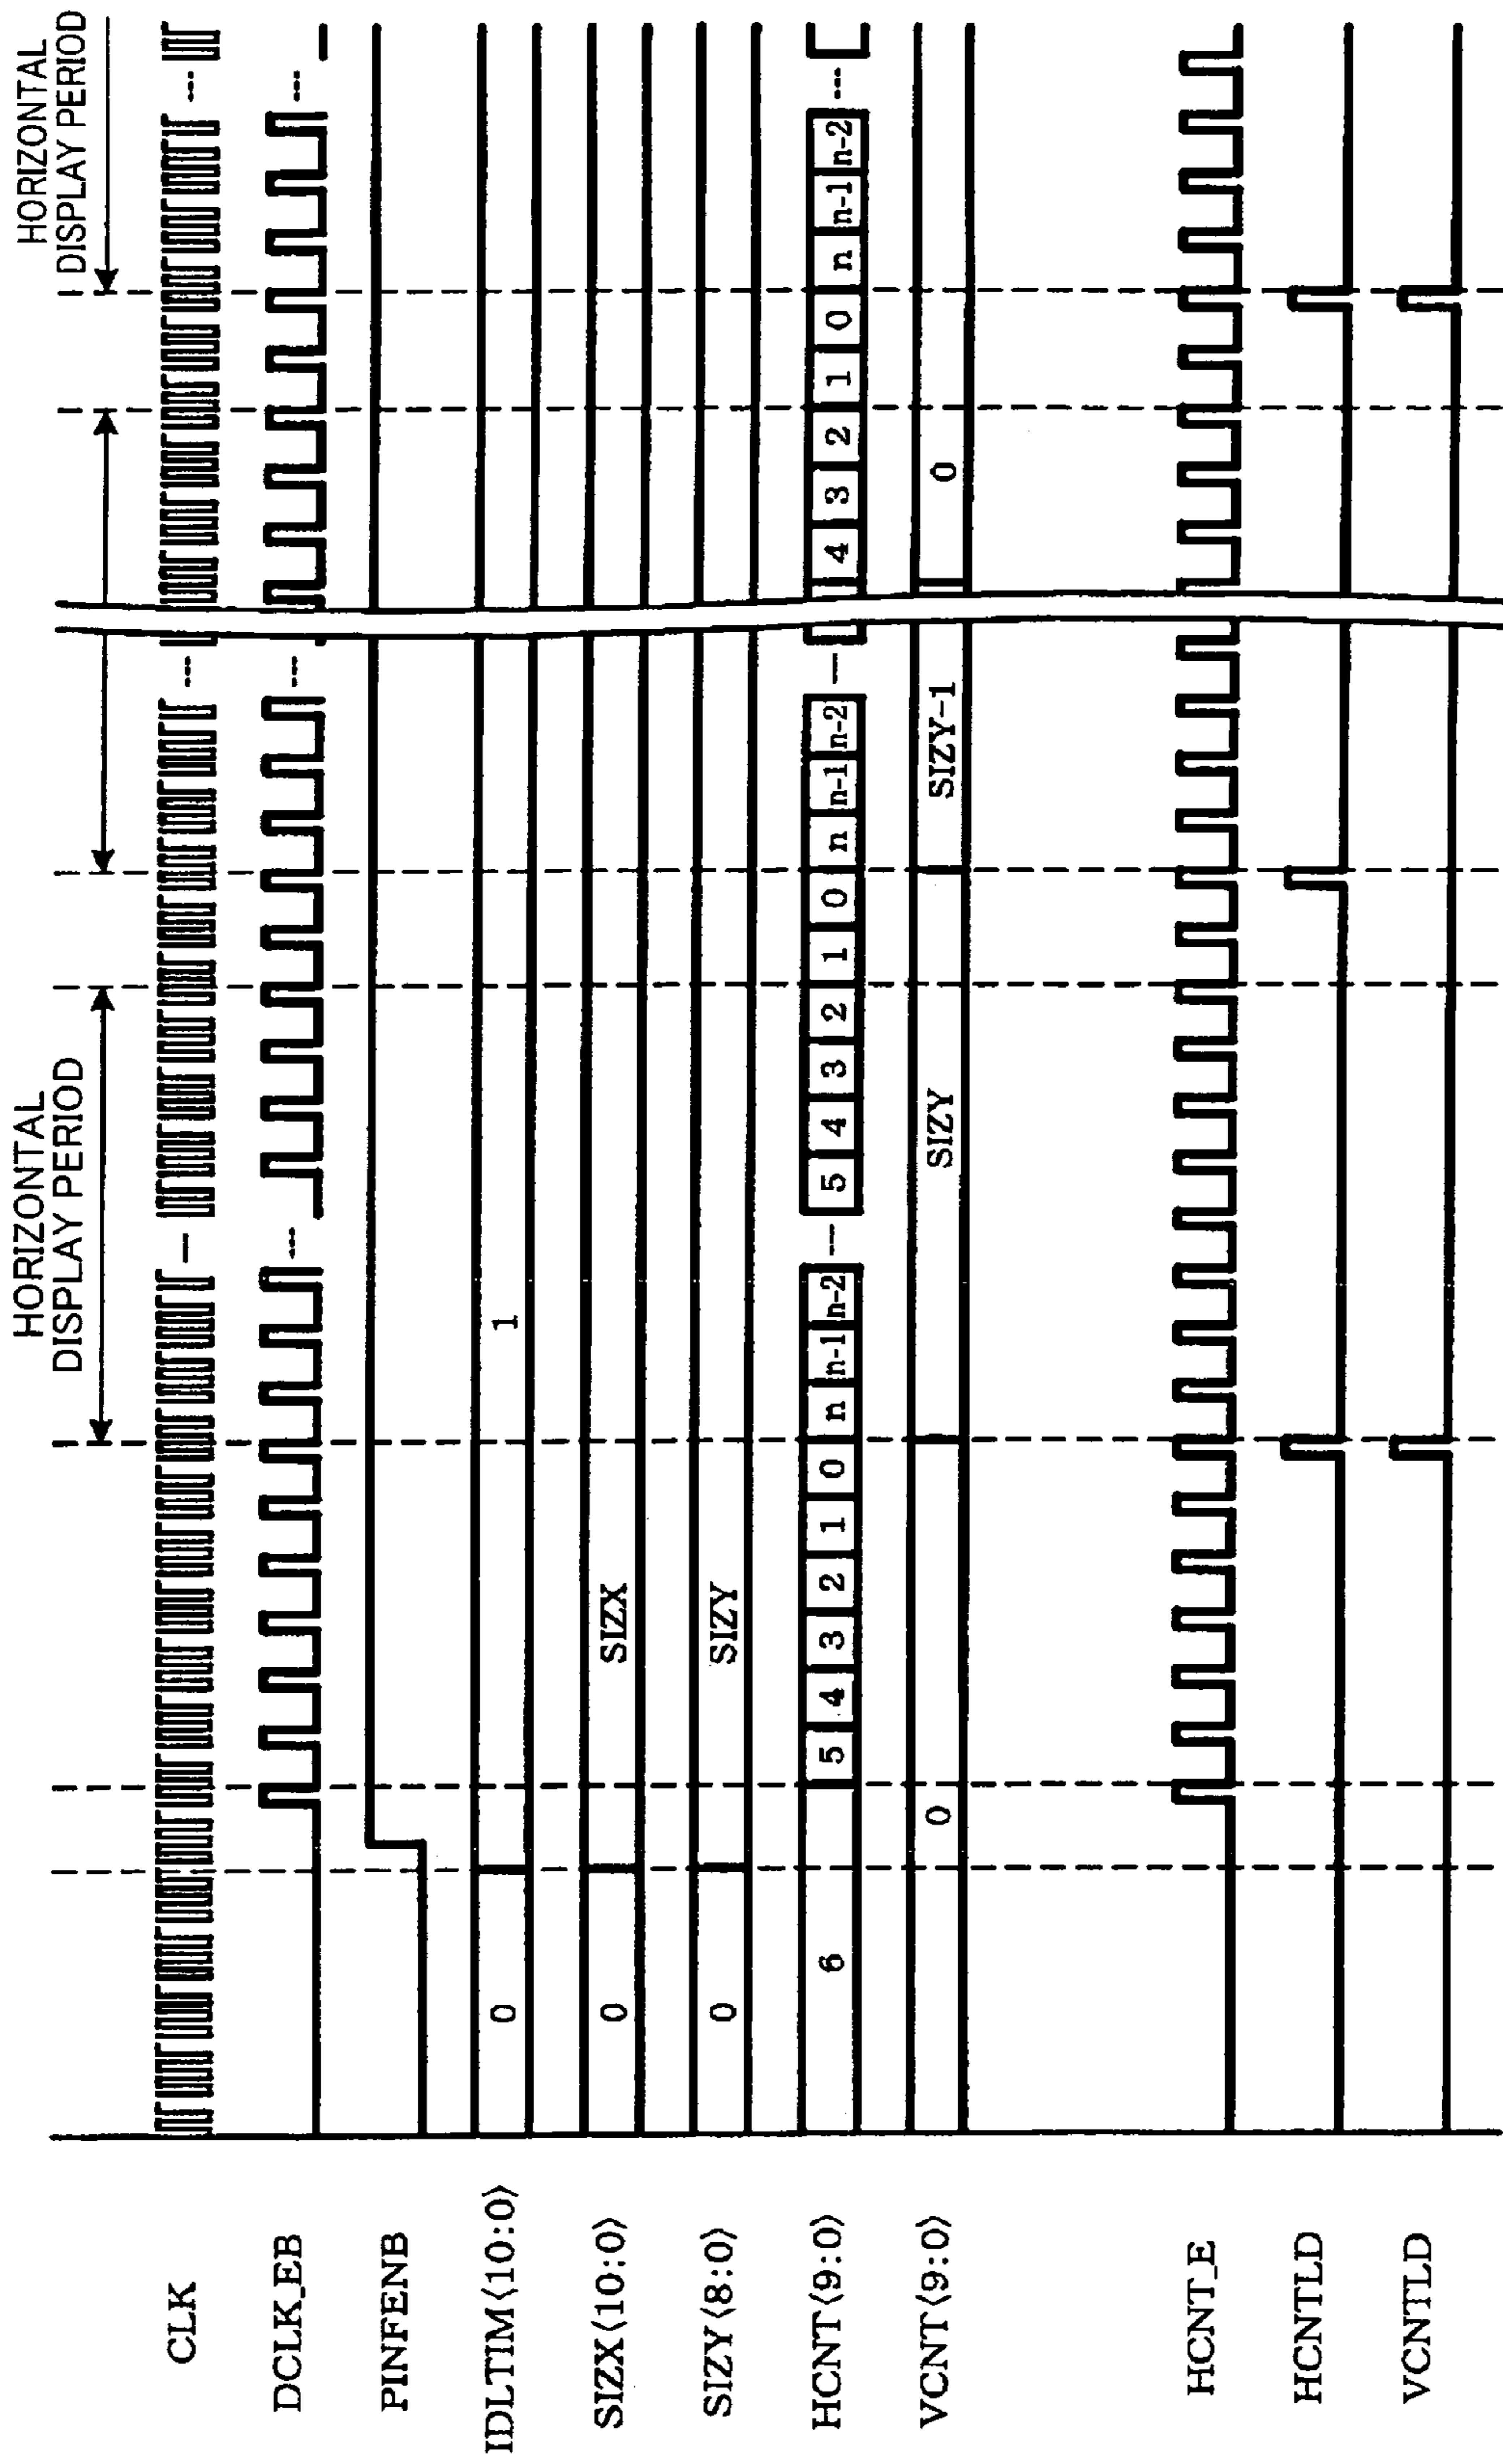 HORIZONTAL
DISPLAY PERIOD
HORIZONTAL
DISPLAY PERIOD
CLK
DCLK_EB
PINFENB
IDLTIM⟨10:0⟩ 0 1
SIZX⟨10:0⟩ 0 SIZX
SIZY⟨8:0⟩ 0 SIZY
HCNT⟨9:0⟩ 6 5 4 3 2 1 0 n n-1 n-2 5 4 3 2 1 0 n n-1 n-2 4 3 2 1 0 n n-1 n-2
VCNT⟨9:0⟩ 0 SIZY SIZY-1 0
HCNT_E
HCNTLD
VCNTLD